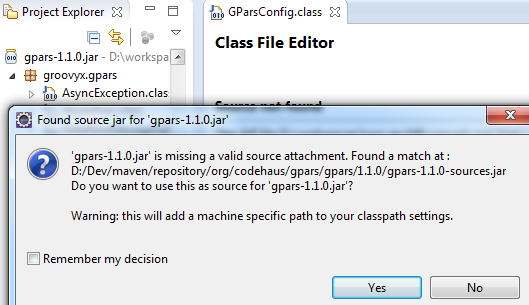 Project Explorer
GParsConfig.class
gpars-1.1.0.jar - D:\workspa
groovyx.gpars
AsyncException.class
Class File Editor
Source not found
Found source jar for 'gpars-1.1.0.jar'
'gpars-1.1.0.jar' is missing a valid source attachment. Found a match at :
D:/Dev/maven/repository/org/codehaus/gpars/gpars/1.1.0/gpars-1.1.0-sources.jar
Do you want to use this as source for 'gpars-1.1.0.jar'?
Warning: this will add a machine specific path to your classpath settings.
Remember my decision
Yes
No